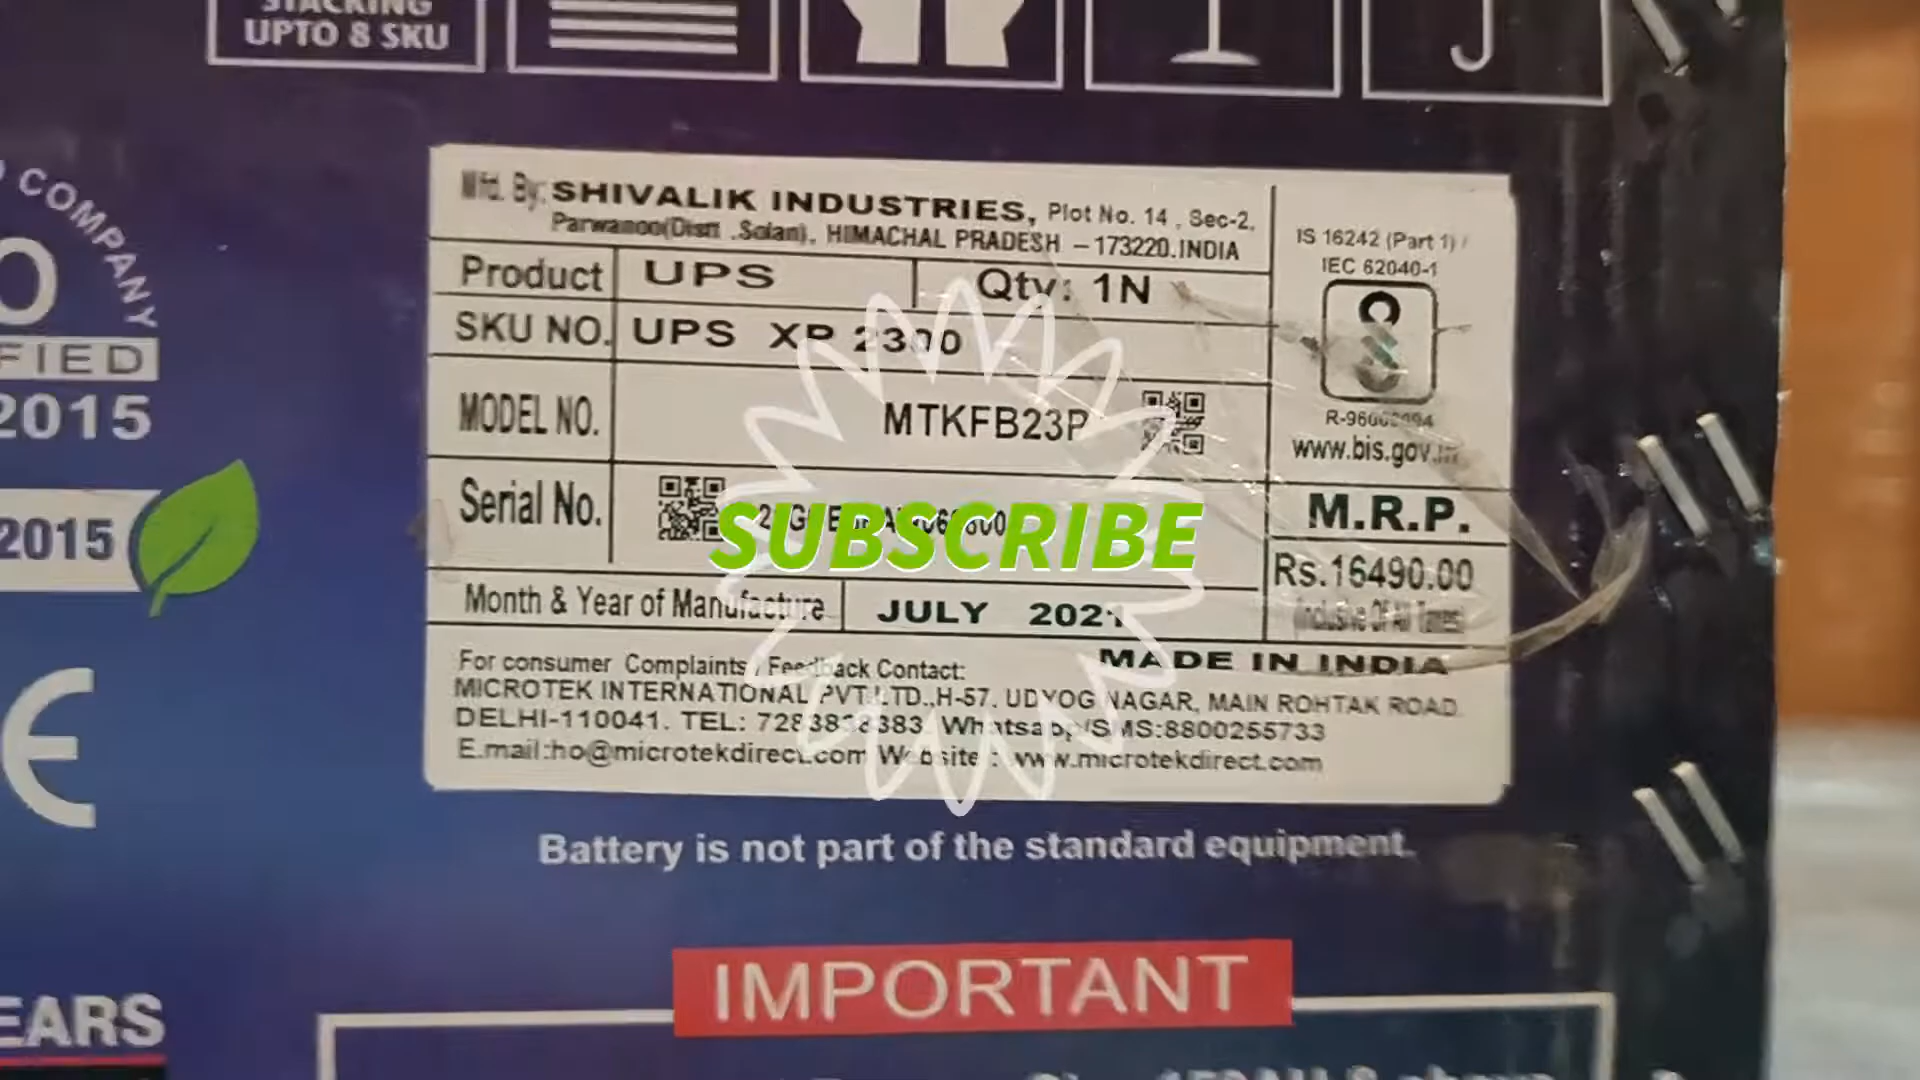 STACKING
UPTO 8 SKU
COMPANY
FIED
2015
2015
EARS
Mfd. By: SHIVALIK INDUSTRIES, Plot No. 14 , Sec-2,
Parwanoo(Distt .Solan), HIMACHAL PRADESH – 173220.INDIA
Product UPS Qty: 1N
SKU NO. UPS XP 2300
MODEL NO. MTKFB23P
Serial No.
SUBSCRIBE
Month & Year of Manufacture JULY 2021
IS 16242 (Part 1) /
IEC 62040-1
www.bis.gov.in
M.R.P.
Rs.16490.00
(Inclusive Of All Taxes)
For consumer Complaints / Feedback Contact: MADE IN INDIA
MICROTEK INTERNATIONAL PVT.LTD.,H-57, UDYOG NAGAR, MAIN ROHTAK ROAD
DELHI-110041. TEL: 7283838383. Whatsapp/SMS:8800255733
E.mail:ho@microtekdirect.com Website : www.microtekdirect.com
Battery is not part of the standard equipment.
IMPORTANT